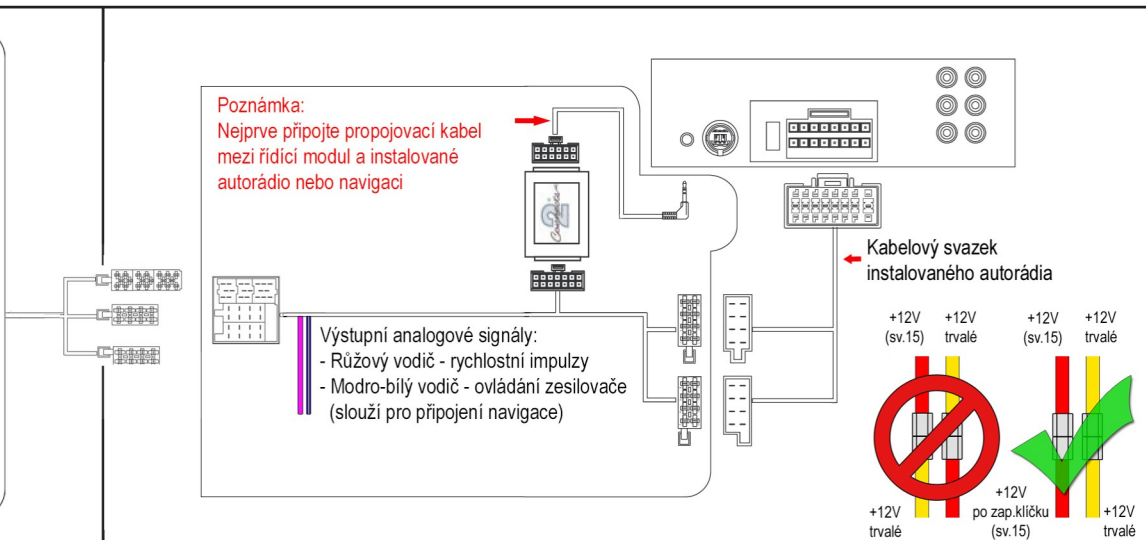 Poznámka:
Nejprve připojte propojovací kabel
mezi řídící modul a instalované
autorádio nebo navigaci
2
Kabelový svazek
instalovaného autorádia
Výstupní analogové signály:
- Růžový vodič - rychlostní impulzy
- Modro-bílý vodič - ovládání zesilovače
(slouží pro připojení navigace)
+12V
(sv.15)
+12V
trvalé
+12V
(sv.15)
+12V
trvalé
+12V
trvalé
+12V
po zap.klíčku
(sv.15)
+12V
trvalé